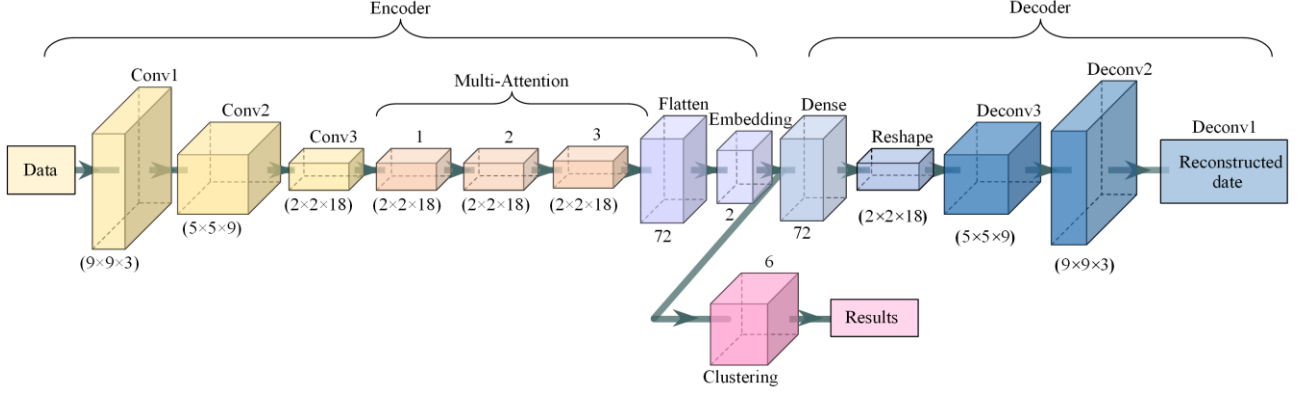 Encoder
Decoder
Conv1
Conv2
Conv3
Multi-Attention
1
2
3
Flatten
Embedding
Dense
Reshape
Deconv3
Deconv2
Deconv1
Data
Reconstructed
date
(9×9×3)
(5×5×9)
(2×2×18)
(2×2×18)
(2×2×18)
(2×2×18)
72
2
72
(2×2×18)
(5×5×9)
(9×9×3)
6
Results
Clustering